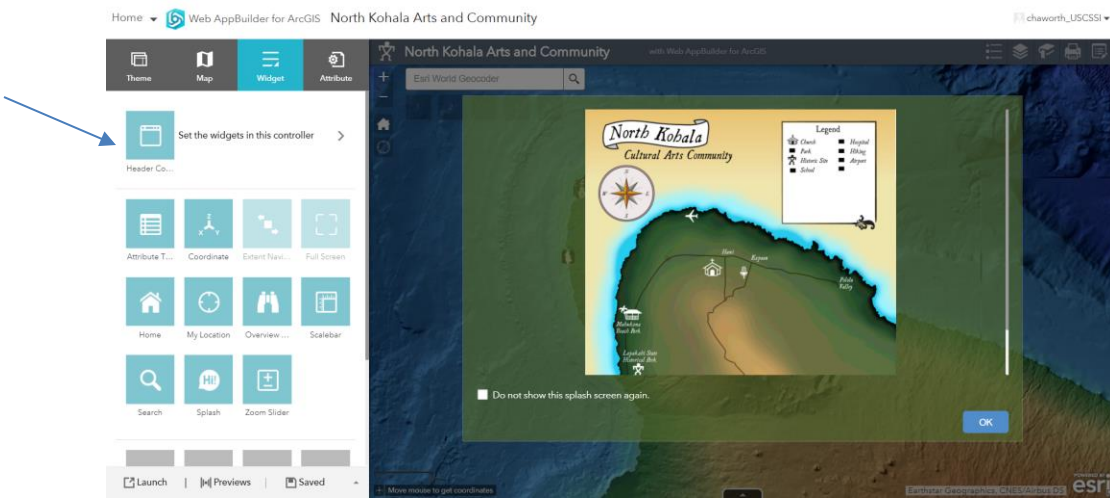 Home Web AppBuilder for ArcGIS North Kohala Arts and Community chaworth_USCSSI
Theme Map Widget Attribute
Set the widgets in this controller
Header Co...
Attribute T... Coordinate Extent Navi... Full Screen
Home My Location Overview ... Scalebar
Hi!
Search Splash Zoom Slider
Launch | Previews | Saved
North Kohala Arts and Community with Web AppBuilder for ArcGIS
Esri World Geocoder
North Kohala
Cultural Arts Community
Legend
Church Hospital
Park Hiking
Historic Site Airport
School
Hawi
Kapaau
Pololu
Valley
Mahukona
Beach Park
Lapakahi State
Historical Park
Do not show this splash screen again.
OK
Move mouse to get coordinates
Earthstar Geographics, CNES/Airbus DS
POWERED BY
esri